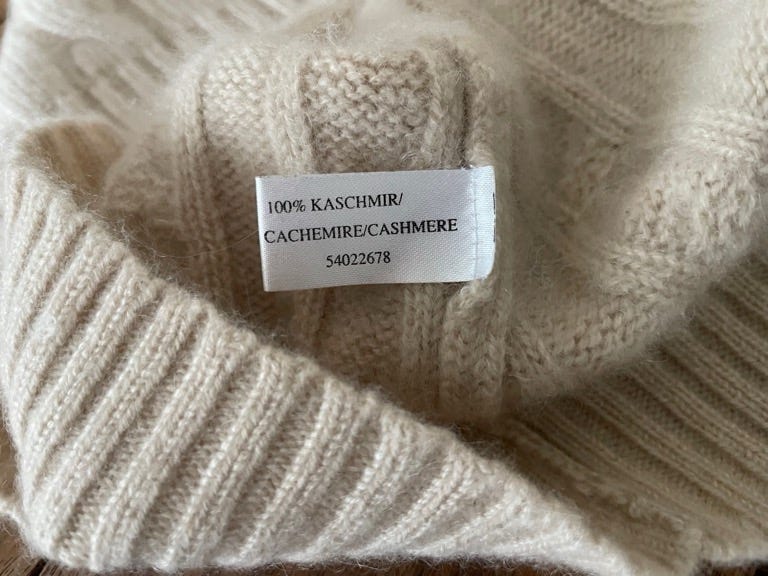 100% KASCHMIR/
CACHEMIRE/CASHMERE
54022678